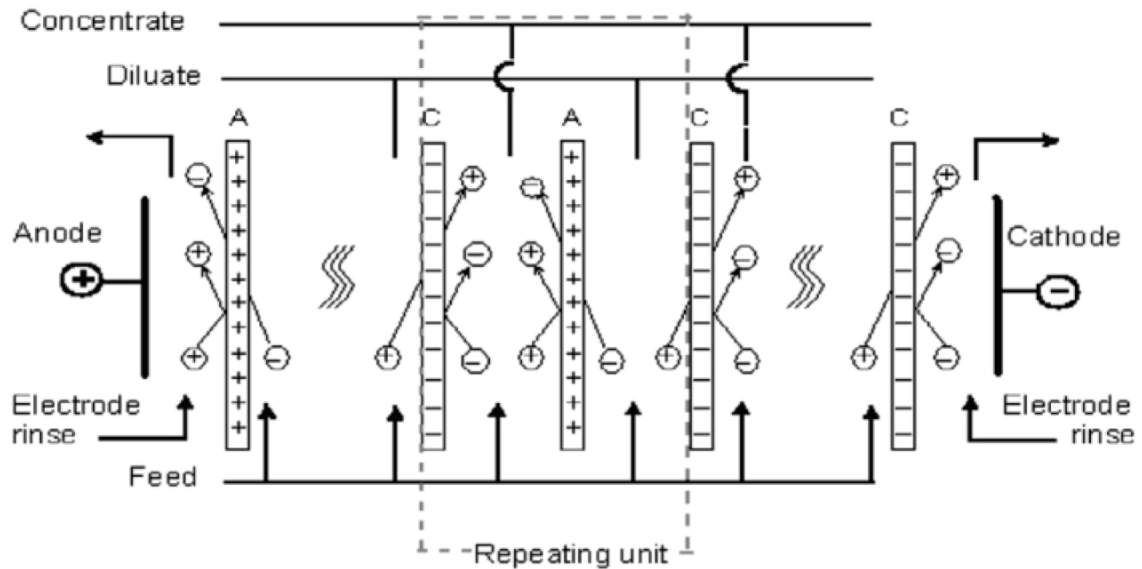 Concentrate
Diluate
A C A C C
Anode
Cathode
Electrode
rinse
Electrode
rinse
Feed
Repeating unit